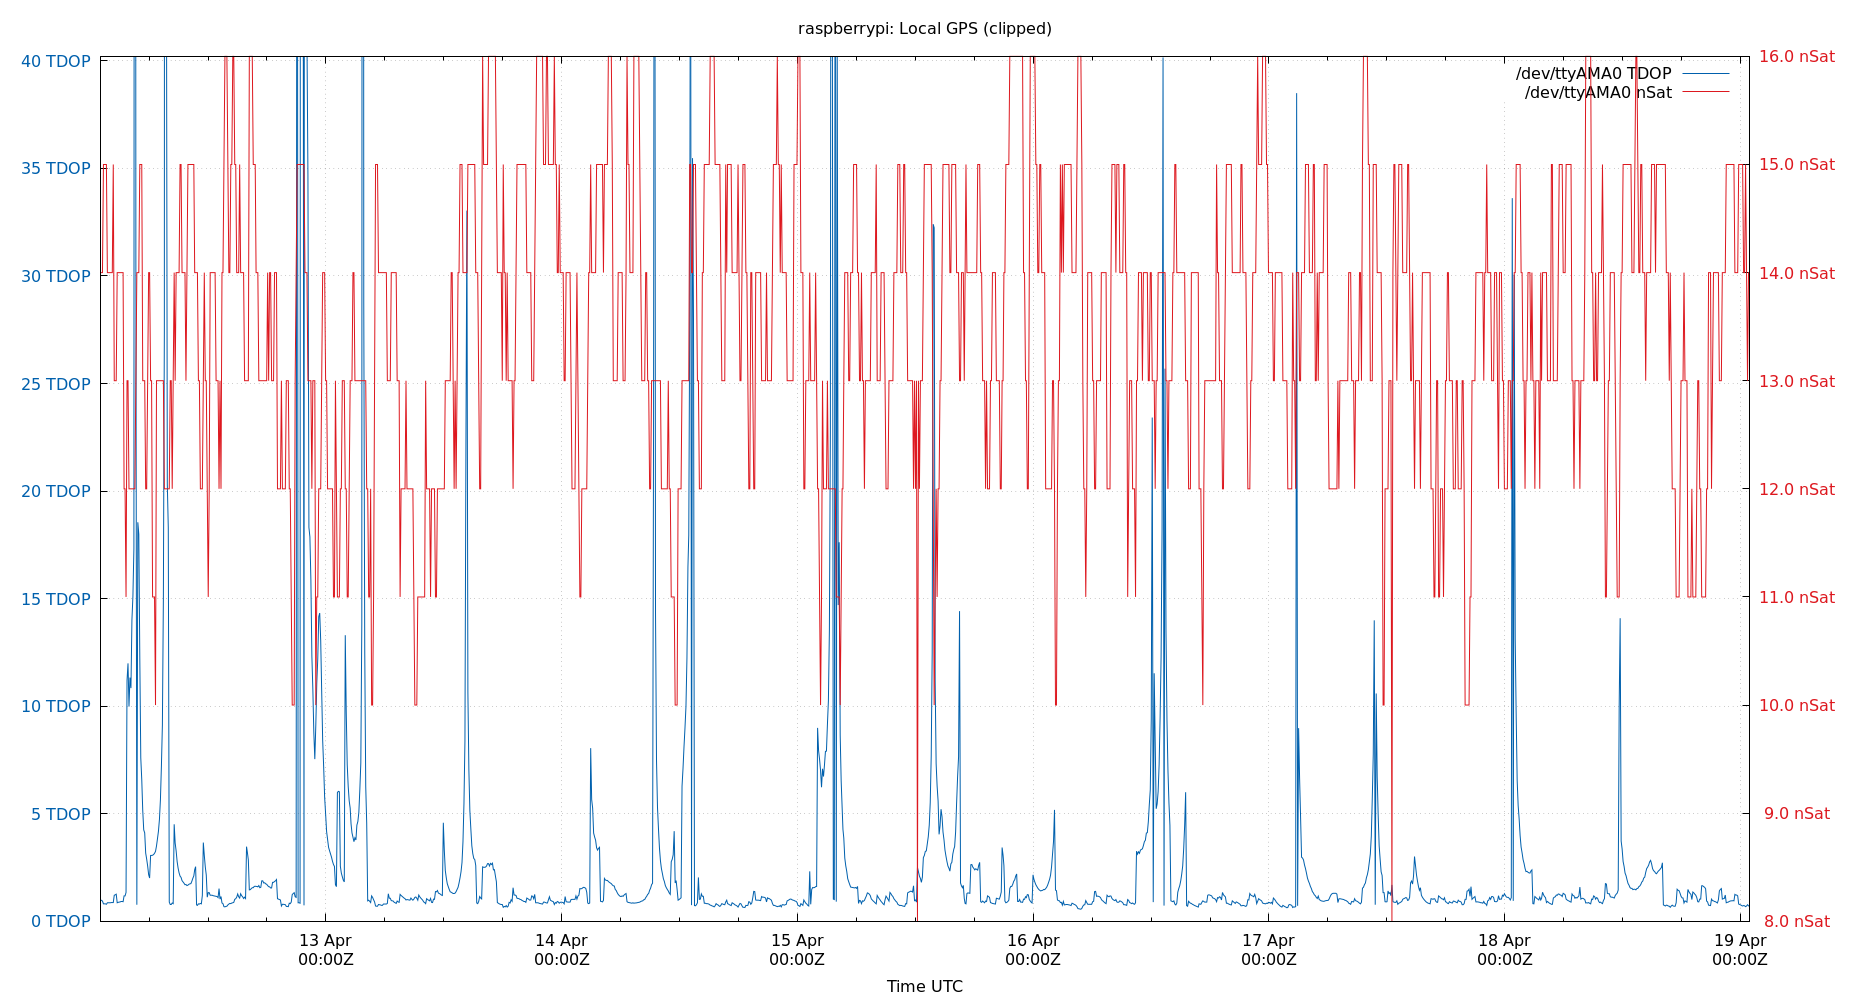 raspberrypi: Local GPS (clipped)
/dev/ttyAMA0 TDOP
/dev/ttyAMA0 nSat
40 TDOP
35 TDOP
30 TDOP
25 TDOP
20 TDOP
15 TDOP
10 TDOP
5 TDOP
0 TDOP
16.0 nSat
15.0 nSat
14.0 nSat
13.0 nSat
12.0 nSat
11.0 nSat
10.0 nSat
9.0 nSat
8.0 nSat
13 Apr
00:00Z
14 Apr
00:00Z
15 Apr
00:00Z
16 Apr
00:00Z
17 Apr
00:00Z
18 Apr
00:00Z
19 Apr
00:00Z
Time UTC